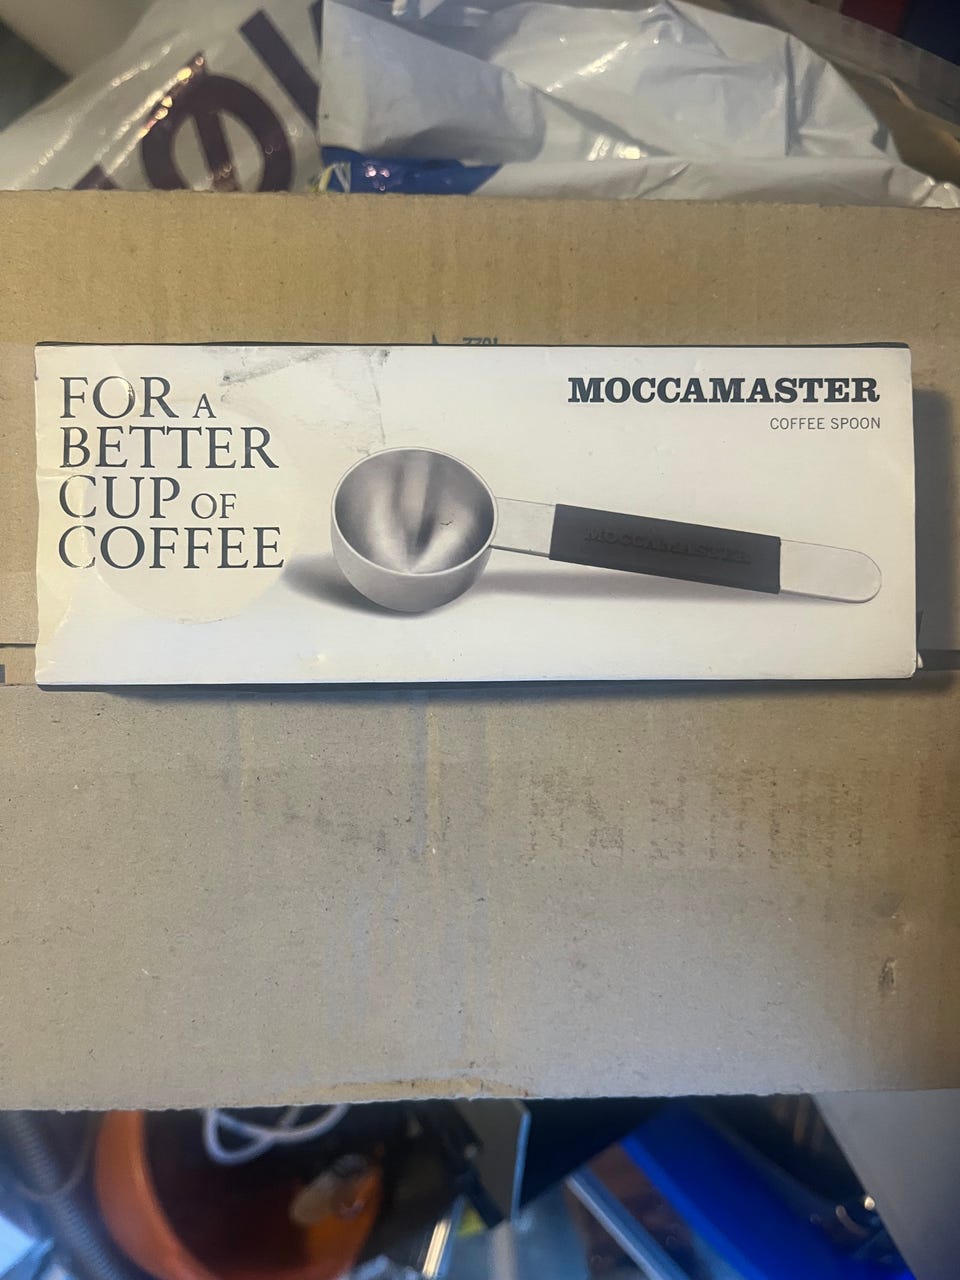 FOR A
BETTER
CUP OF
COFFEE
MOCCAMASTER
COFFEE SPOON
MOCCAMASTER